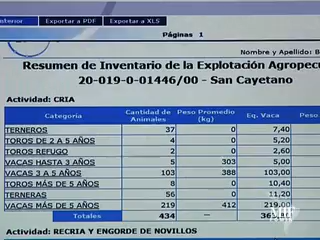 nterior Exportar a PDF Exportar a XLS
Páginas 1
Nombre y Apellido: B
Resumen de Inventario de la Explotación Agropecu
20-019-0-01446/00 - San Cayetano
Actividad: CRIA
Categoría Cantidad de Animales Peso Promedio (kg) Eq. Vaca Peso
TERNEROS 37 0 7,40
TOROS DE 2 A 5 AÑOS 4 0 5,20
TOROS REFUGO 2 0 2,60
VACAS HASTA 3 AÑOS 5 303 5,00
VACAS 3 A 5 AÑOS 103 388 103,00
TOROS MÁS DE 5 AÑOS 8 0 10,40
TERNERAS 56 0 11,20
VACAS MÁS DE 5 AÑOS 219 412 219,00
Totales 434 --
Actividad: RECRIA Y ENGORDE DE NOVILLOS